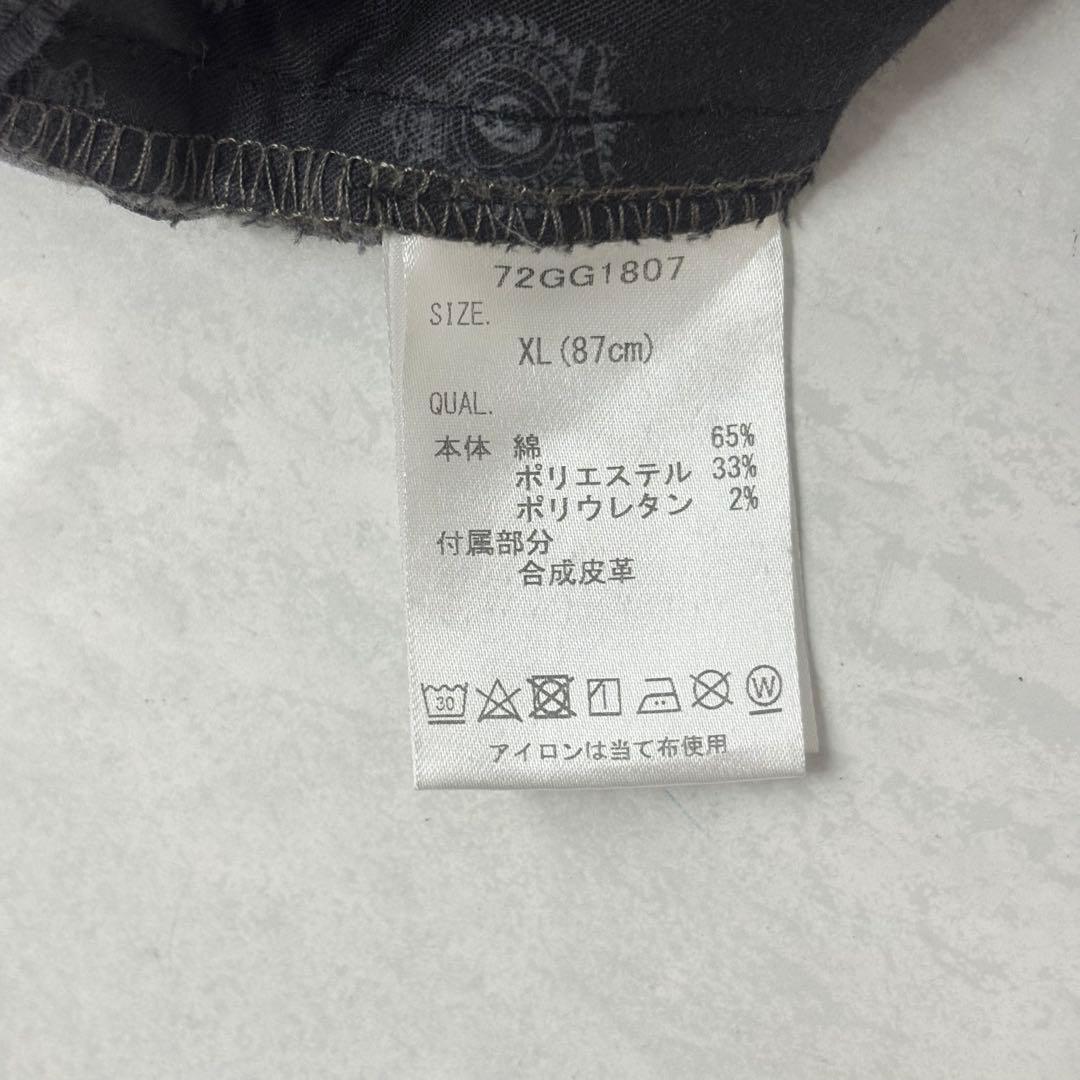 72GG1807
SIZE.
XL(87cm)
QUAL.
本体 綿 65%
ポリエステル 33%
ポリウレタン 2%
付属部分
合成皮革
30 W
アイロンは当て布使用